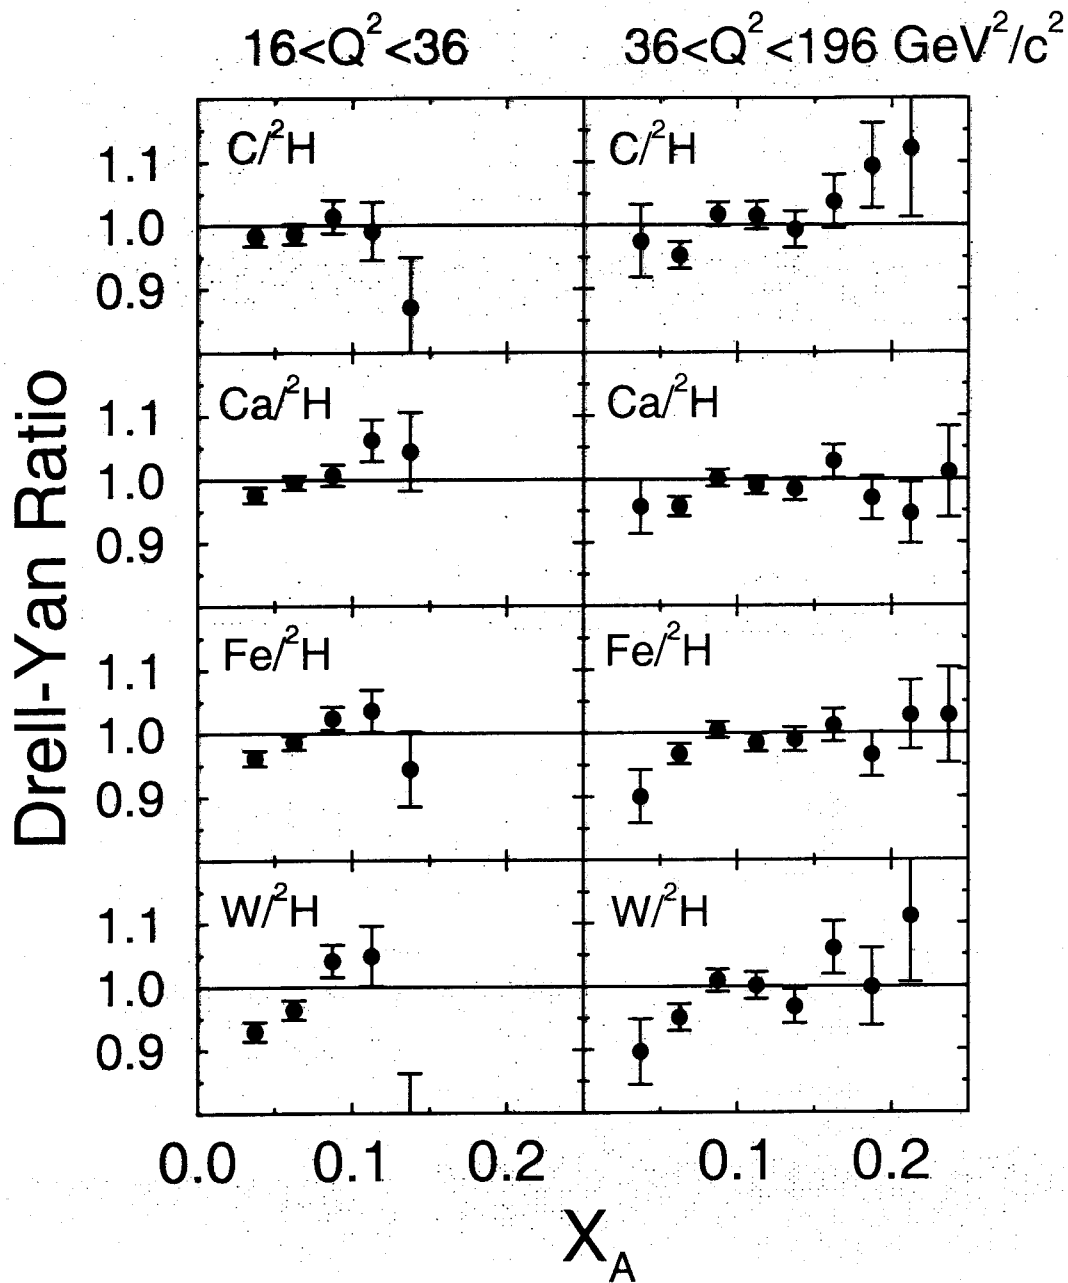 16<Q²<36 36<Q²<196 GeV²/c²
C/²H C/²H
1.1
1.0
0.9
Ca/²H Ca/²H
1.1
1.0
0.9
Fe/²H Fe/²H
1.1
1.0
0.9
W/²H W/²H
1.1
1.0
0.9
0.0 0.1 0.2 0.1 0.2
Drell-Yan Ratio
X_A